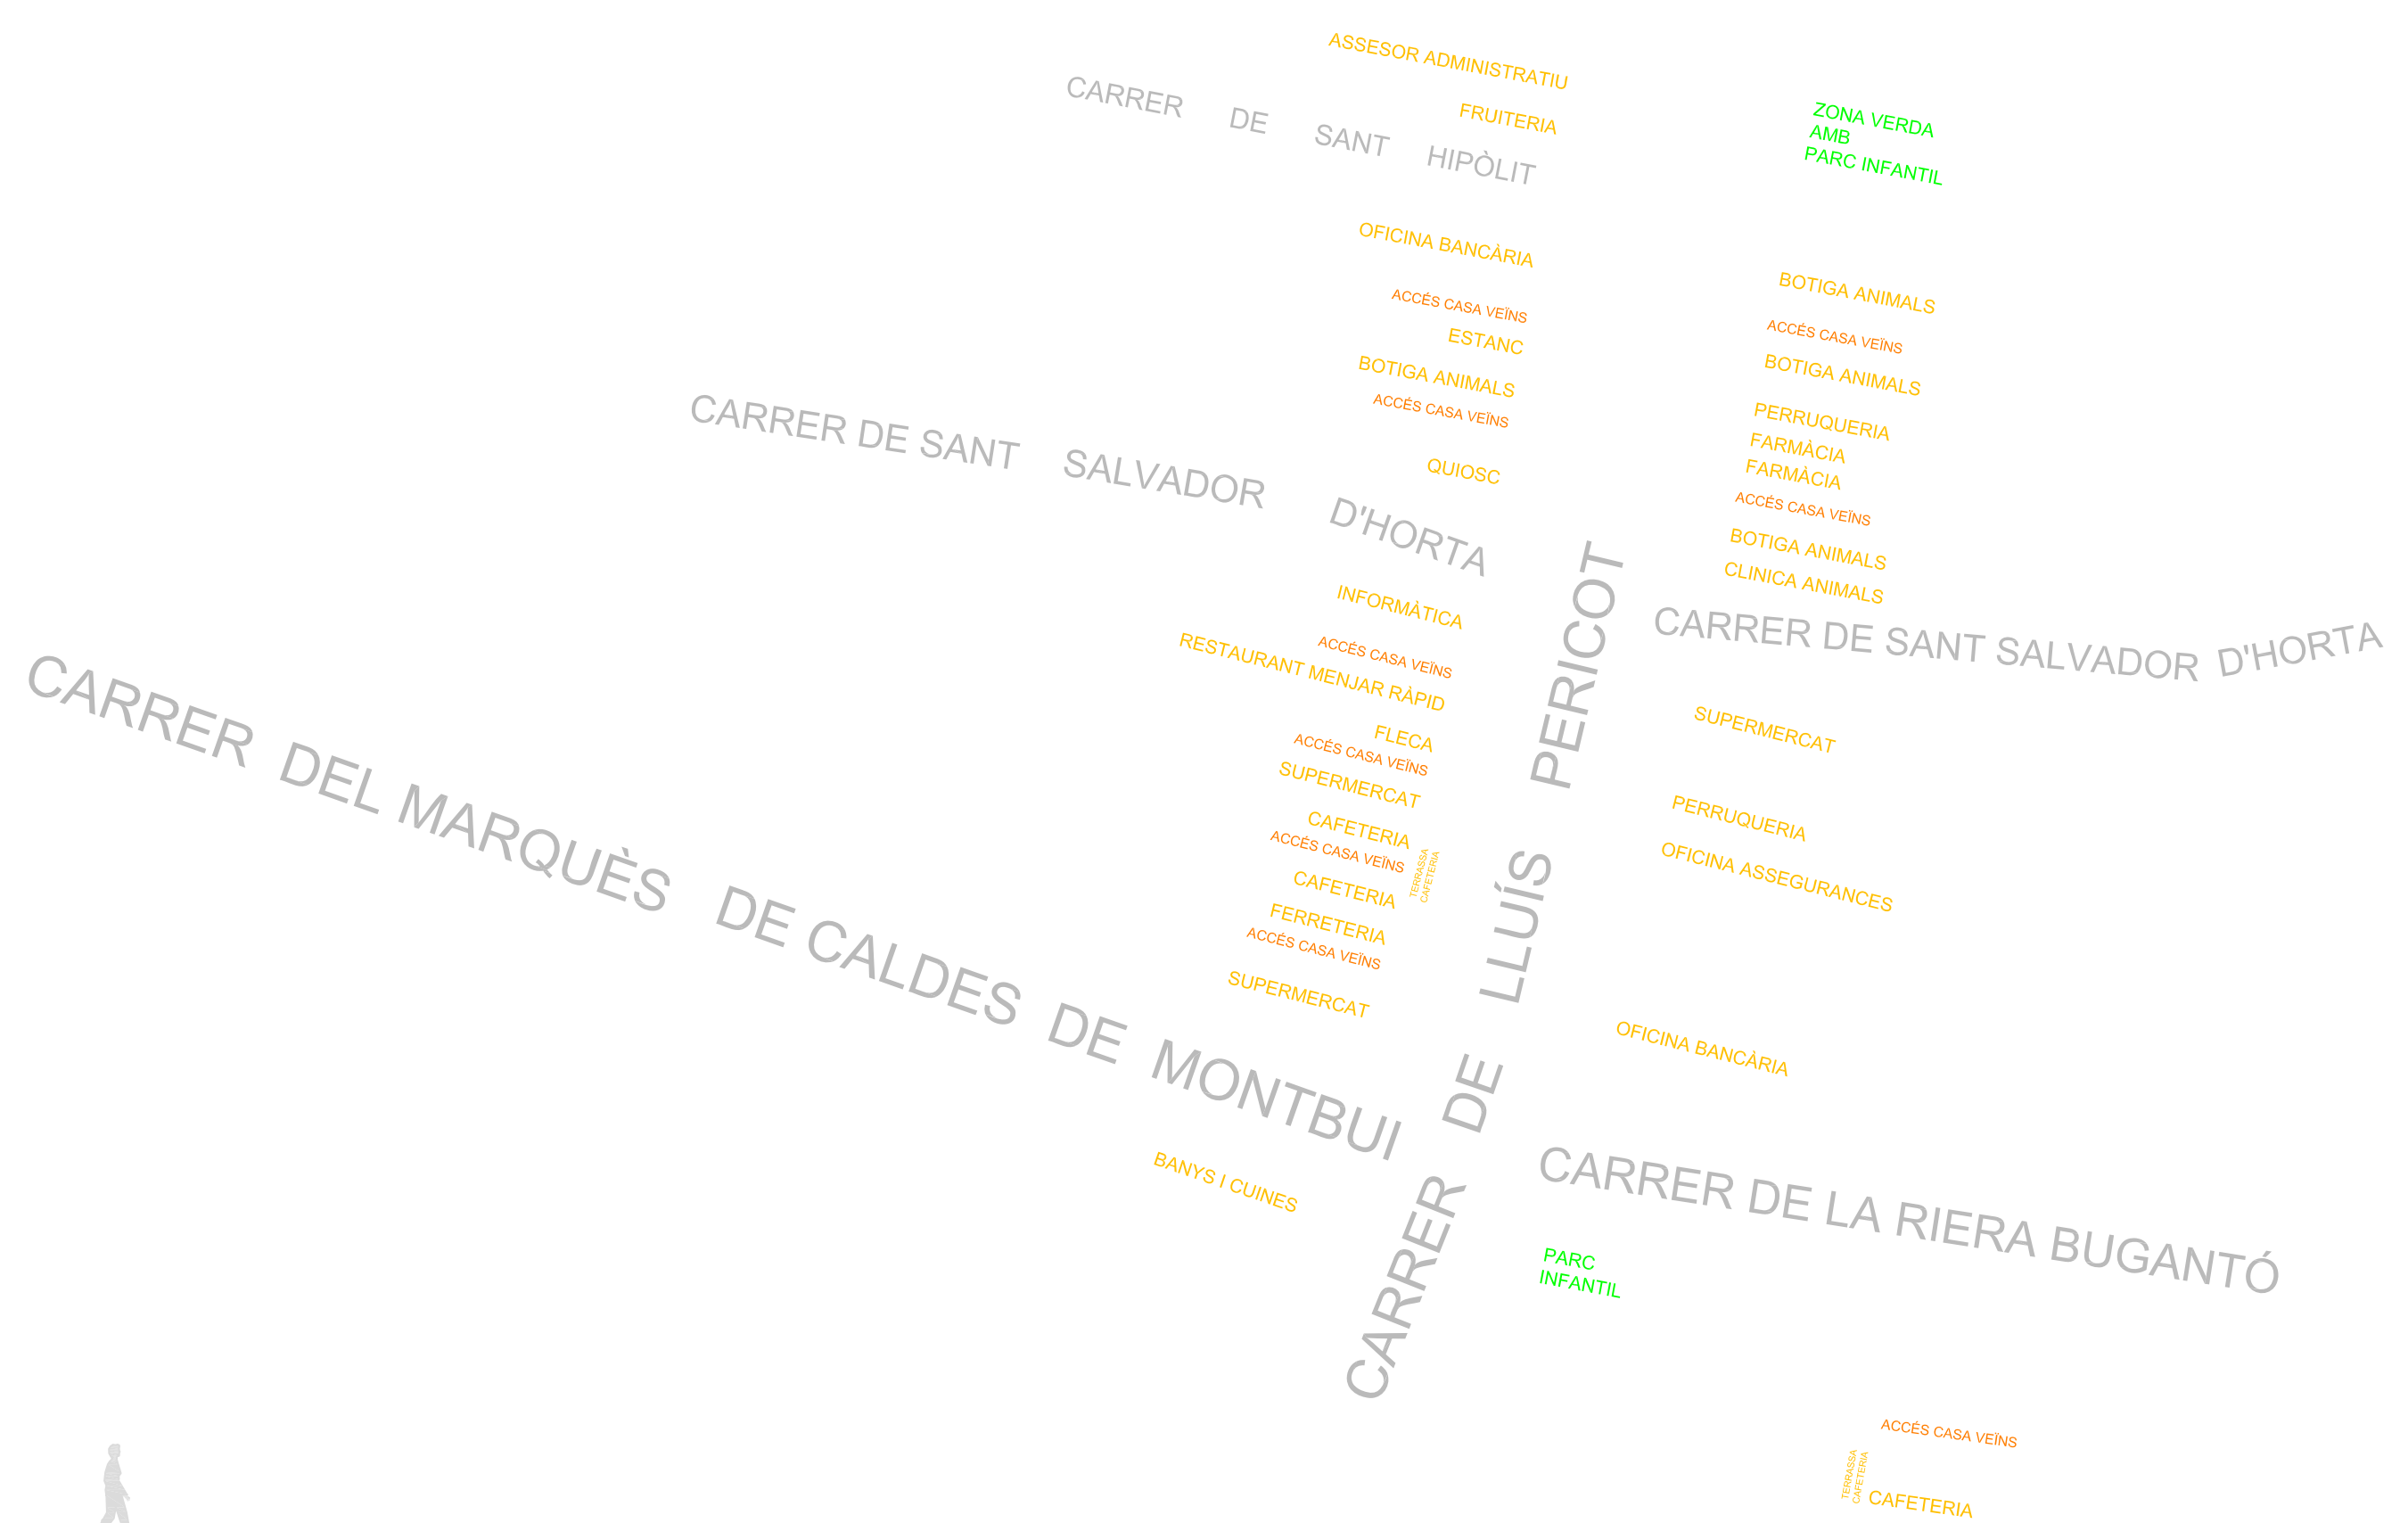 ASSESOR ADMINISTRATIU
CARRER DE SANT HIPÒLIT
FRUITERIA
ZONA VERDA
AMB
PARC INFANTIL
OFICINA BANCÀRIA
BOTIGA ANIMALS
ACCÉS CASA VEÏNS
ACCÉS CASA VEÏNS
ESTANC
BOTIGA ANIMALS
BOTIGA ANIMALS
ACCÉS CASA VEÏNS
PERRUQUERIA
FARMÀCIA
CARRER DE SANT SALVADOR D'HORTA
QUIOSC
FARMÀCIA
ACCÉS CASA VEÏNS
BOTIGA ANIMALS
CLINICA ANIMALS
INFORMÀTICA
CARRER DE SANT SALVADOR D'HORTA
ACCÉS CASA VEÏNS
RESTAURANT MENJAR RÀPID
SUPERMERCAT
FLECA
ACCÉS CASA VEÏNS
SUPERMERCAT
PERRUQUERIA
CAFETERIA
ACCÉS CASA VEÏNS
TERRASSA
CAFETERIA
OFICINA ASSEGURANCES
CAFETERIA
FERRETERIA
ACCÉS CASA VEÏNS
SUPERMERCAT
CARRER DEL MARQUÈS DE CALDES DE MONTBUI
CARRER DE LLUÍS PERICOT
OFICINA BANCÀRIA
BANYS I CUINES
CARRER DE LA RIERA BUGANTÓ
PARC
INFANTIL
ACCÉS CASA VEÏNS
TERRASSA
CAFETERIA
CAFETERIA